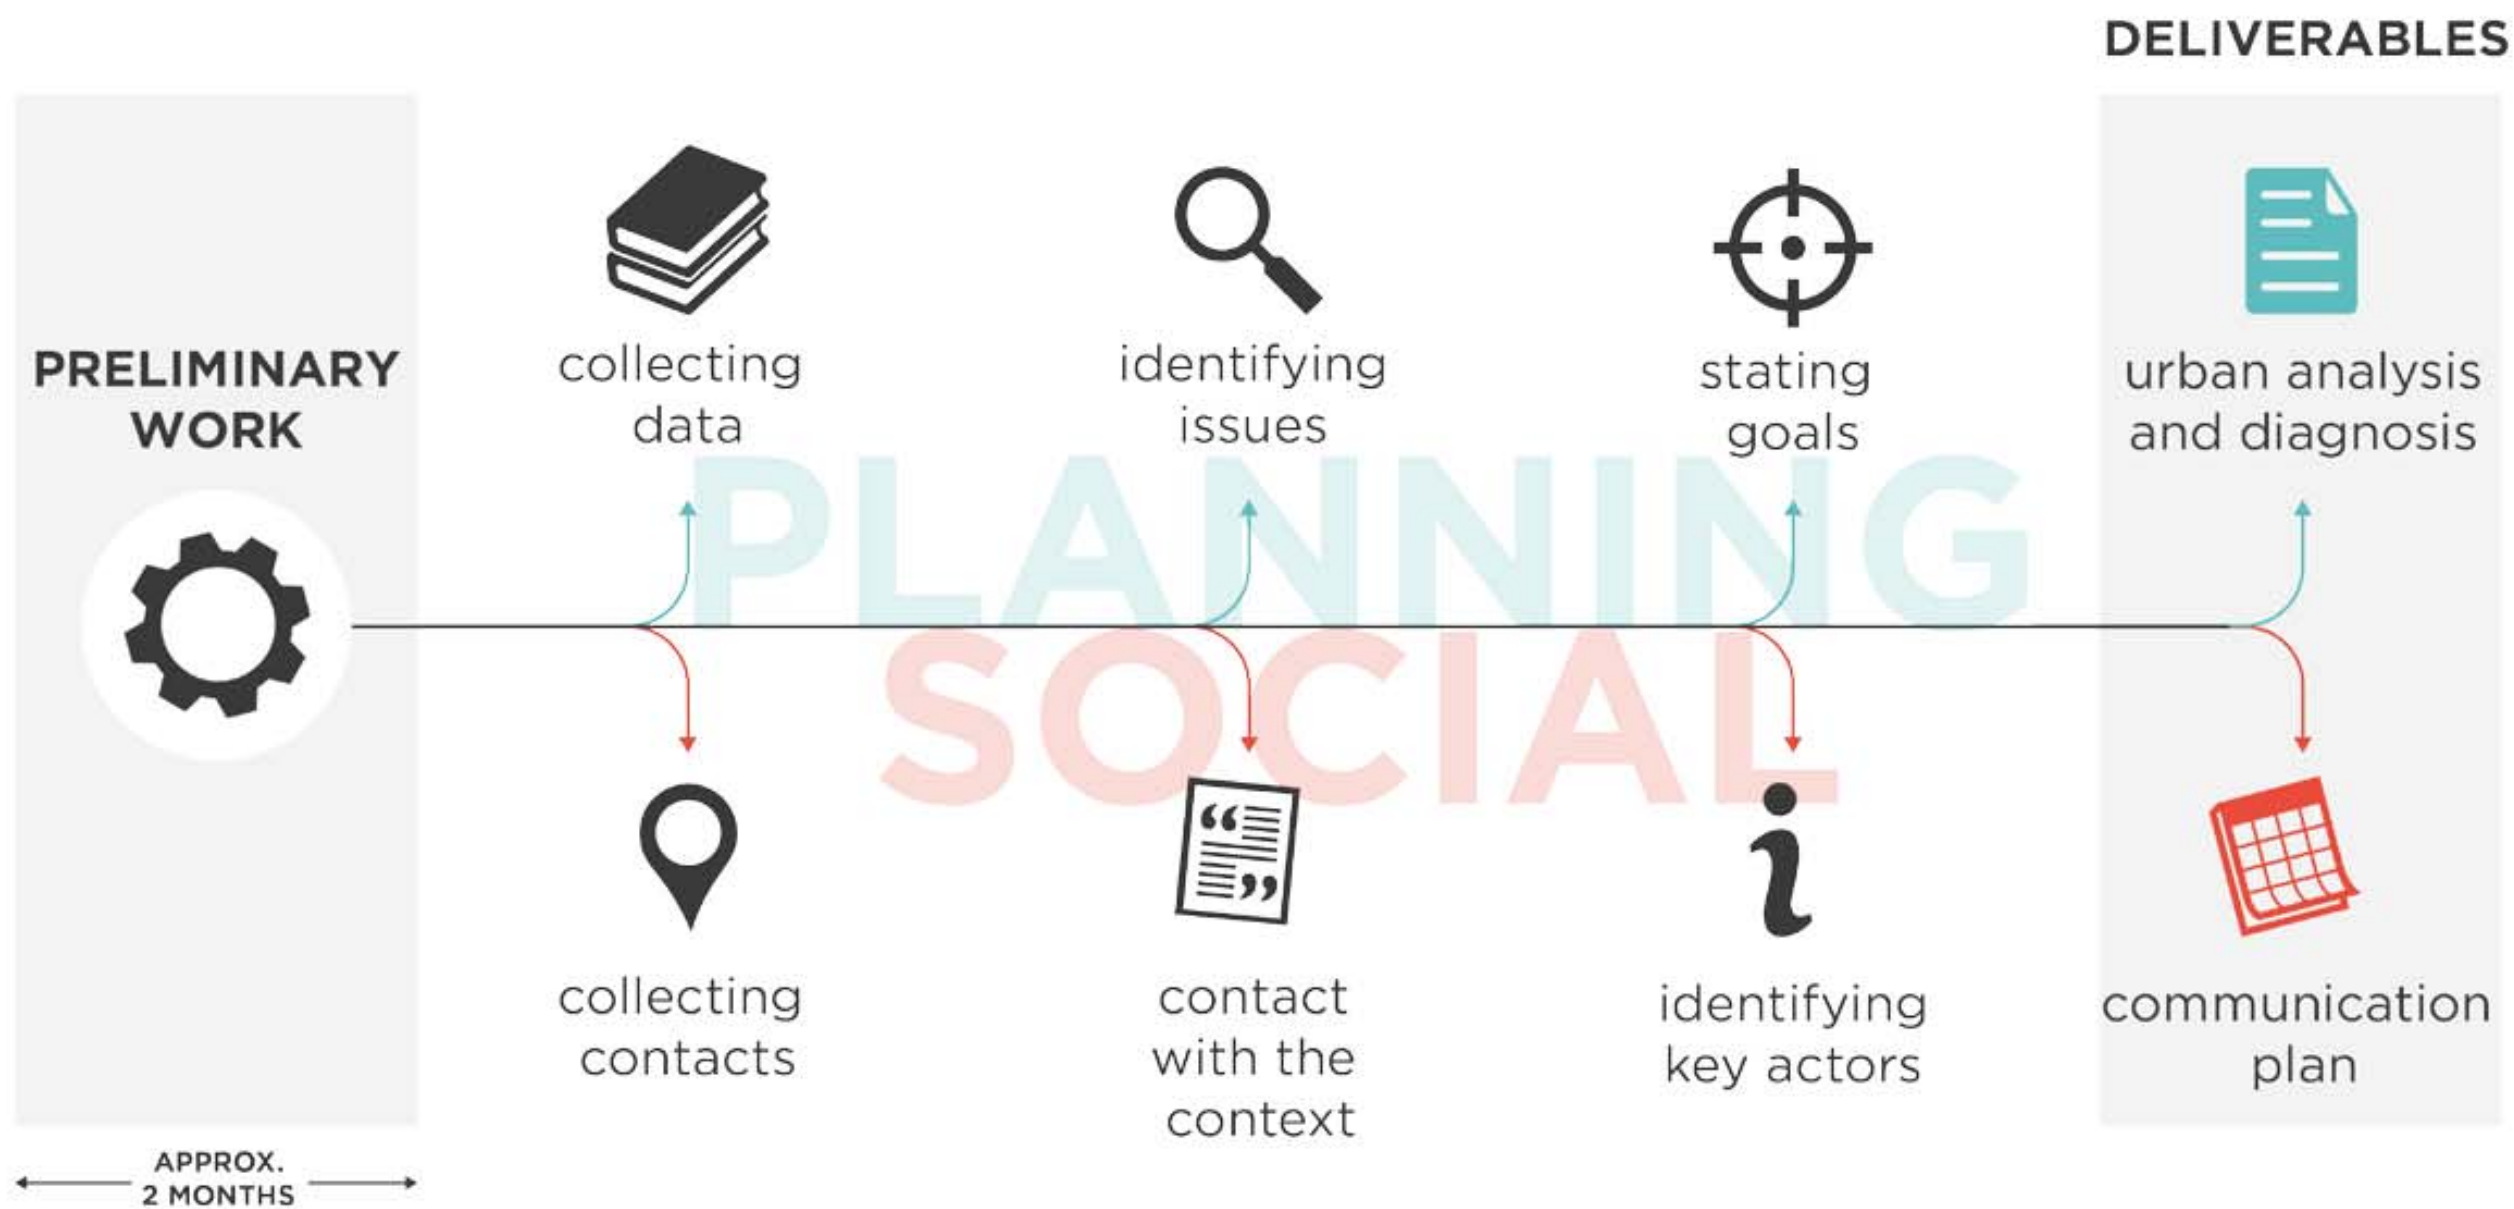 DELIVERABLES
PRELIMINARY
WORK
collecting
data
identifying
issues
stating
goals
urban analysis
and diagnosis
PLANNING
SOCIAL
collecting
contacts
contact
with the
context
identifying
key actors
communication
plan
APPROX.
2 MONTHS